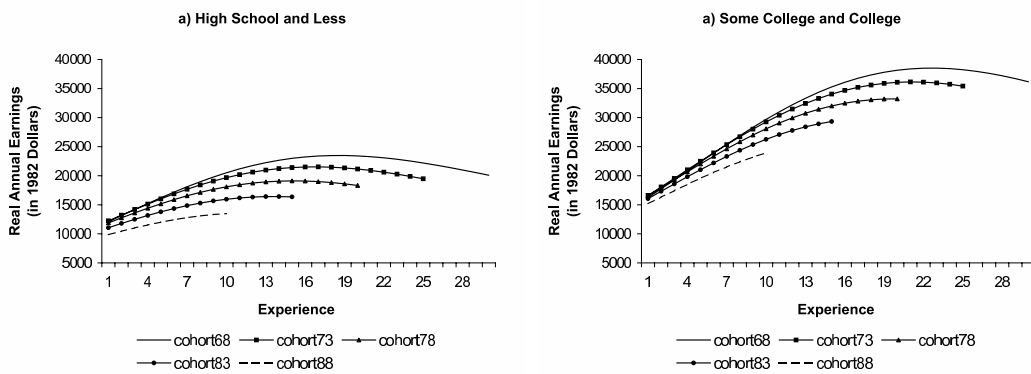 a) High School and Less
Real Annual Earnings
(in 1982 Dollars)
40000
35000
30000
25000
20000
15000
10000
5000
1 4 7 10 13 16 19 22 25 28
Experience
cohort68 cohort73 cohort78
cohort83 cohort88
a) Some College and College
Real Annual Earnings
(in 1982 Dollars)
40000
35000
30000
25000
20000
15000
10000
5000
1 4 7 10 13 16 19 22 25 28
Experience
cohort68 cohort73 cohort78
cohort83 cohort88